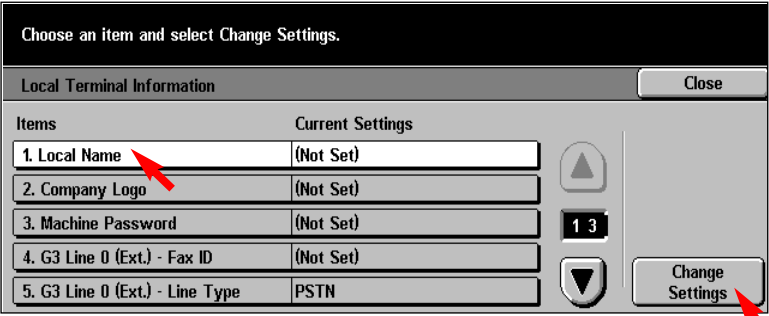 Choose an item and select Change Settings.
Local Terminal Information Close
Items Current Settings
1. Local Name (Not Set)
2. Company Logo (Not Set)
3. Machine Password (Not Set)
1 3
4. G3 Line 0 (Ext.) - Fax ID (Not Set)
5. G3 Line 0 (Ext.) - Line Type PSTN
Change
Settings